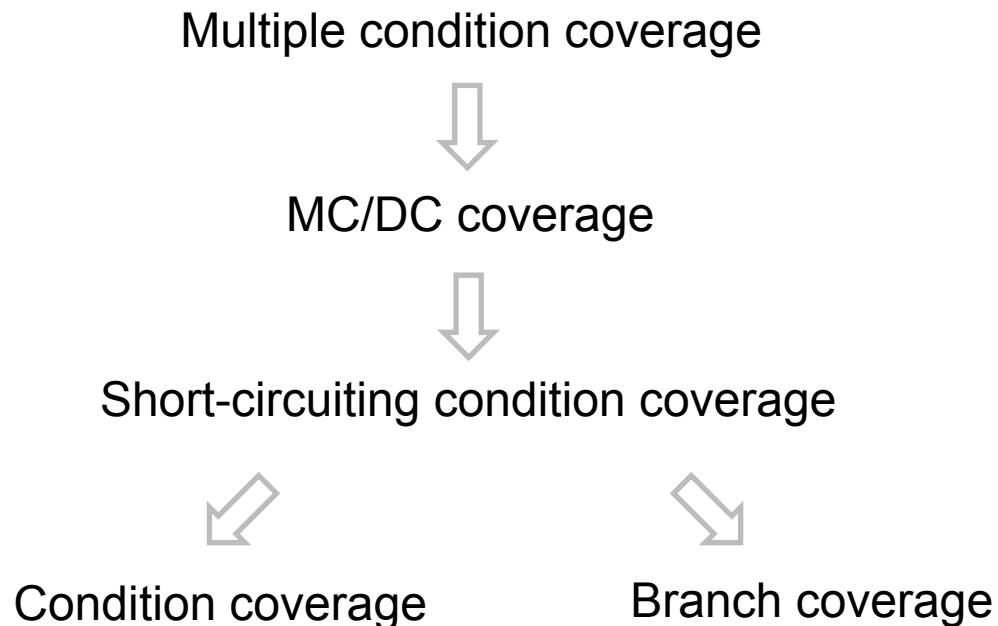 Multiple condition coverage
MC/DC coverage
Short-circuiting condition coverage
Condition coverage
Branch coverage